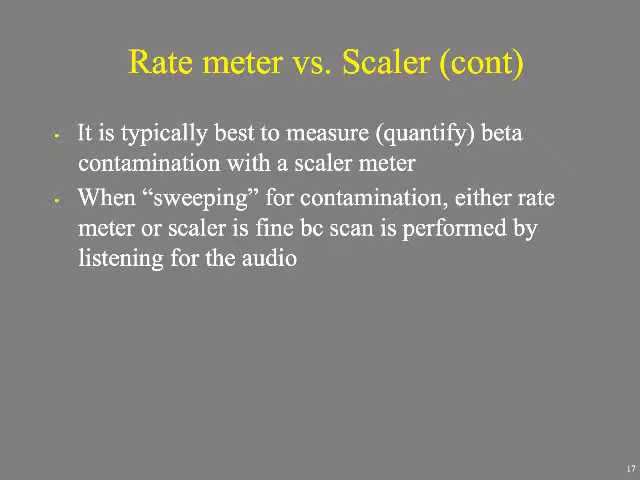 Rate meter vs. Scaler (cont)
• It is typically best to measure (quantify) beta
contamination with a scaler meter
• When “sweeping” for contamination, either rate
meter or scaler is fine bc scan is performed by
listening for the audio
17